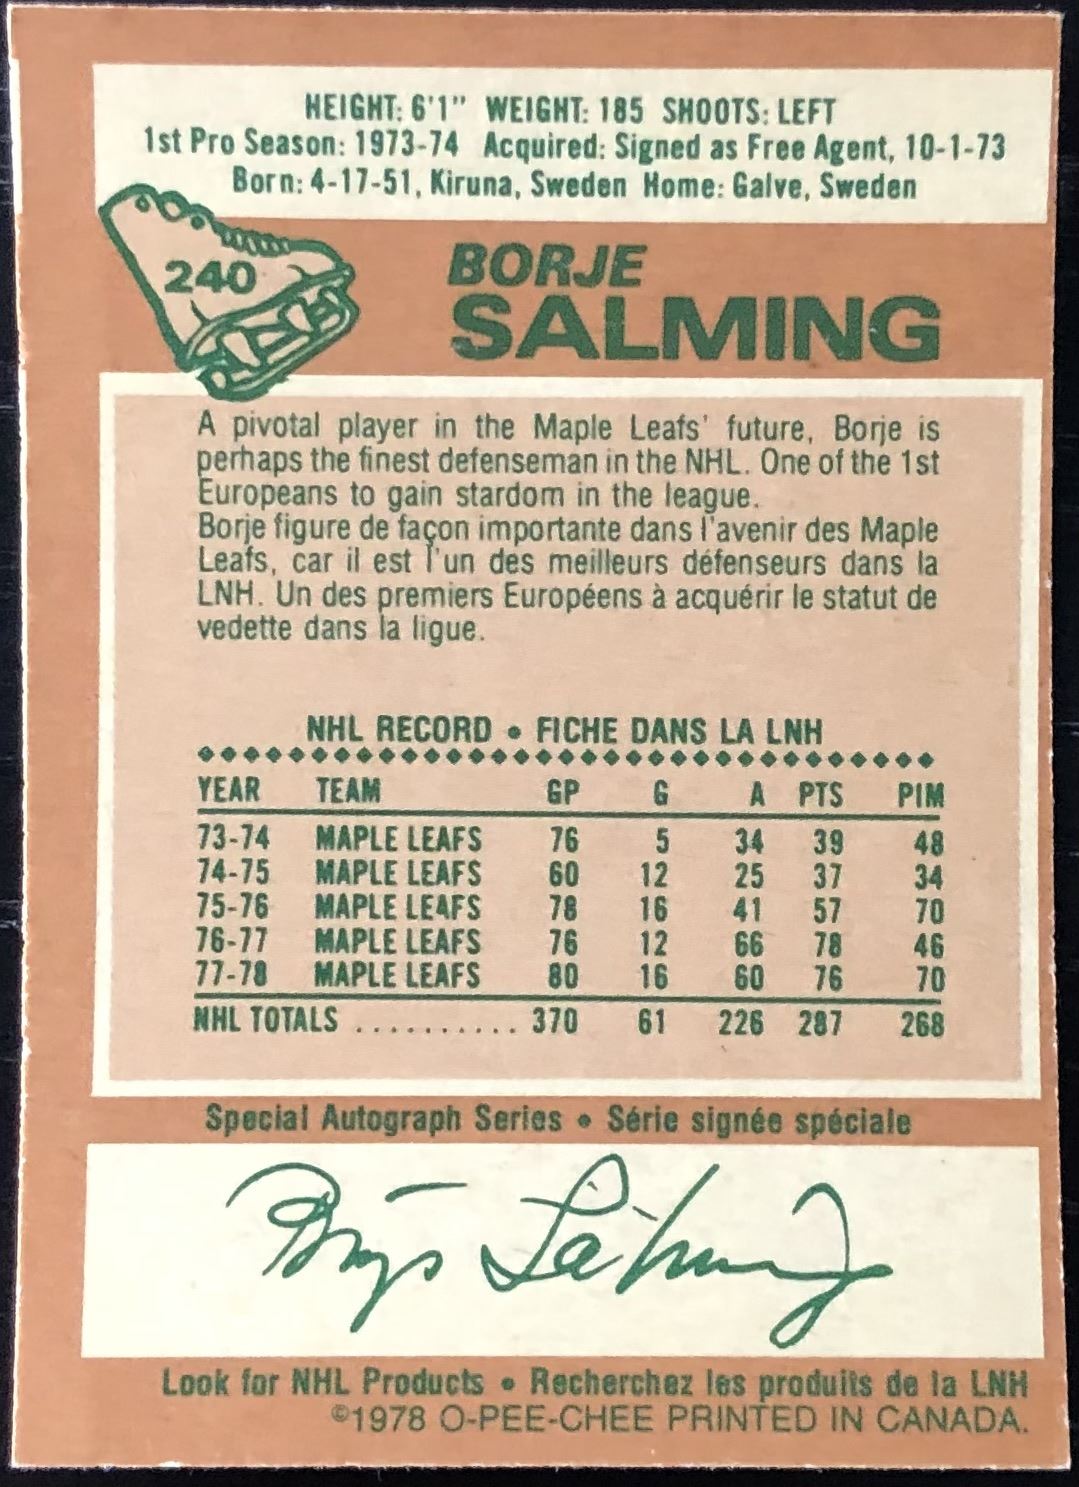 HEIGHT: 6'1" WEIGHT: 185 SHOOTS: LEFT
1st Pro Season: 1973-74 Acquired: Signed as Free Agent, 10-1-73
Born: 4-17-51, Kiruna, Sweden Home: Galve, Sweden
240
BORJE
SALMING
A pivotal player in the Maple Leafs' future, Borje is
perhaps the finest defenseman in the NHL. One of the 1st
Europeans to gain stardom in the league.
Borje figure de façon importante dans l'avenir des Maple
Leafs, car il est l'un des meilleurs défenseurs dans la
LNH. Un des premiers Européens à acquérir le statut de
vedette dans la ligue.
NHL RECORD • FICHE DANS LA LNH
YEAR TEAM GP G A PTS PIM
73-74 MAPLE LEAFS 76 5 34 39 48
74-75 MAPLE LEAFS 60 12 25 37 34
75-76 MAPLE LEAFS 78 16 41 57 70
76-77 MAPLE LEAFS 76 12 66 78 46
77-78 MAPLE LEAFS 80 16 60 76 70
NHL TOTALS .......... 370 61 226 287 268
Special Autograph Series • Série signée spéciale
Börje Salming
Look for NHL Products • Recherchez les produits de la LNH
©1978 O-PEE-CHEE PRINTED IN CANADA.